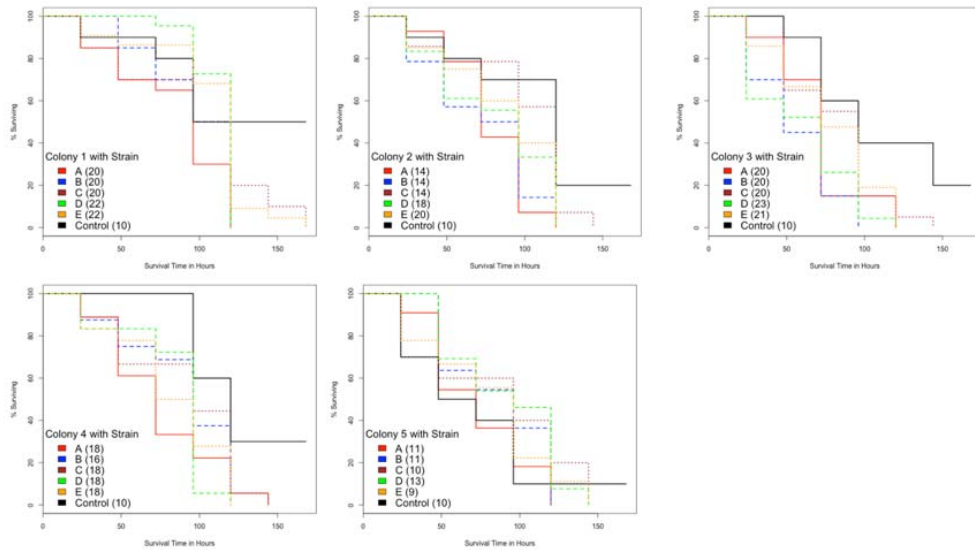 100
80
60
40
20
0
% Surviving
Colony 1 with Strain
A (20)
B (20)
C (20)
D (22)
E (22)
Control (10)
0 50 100 150
Survival Time in Hours
100
80
60
40
20
0
% Surviving
Colony 2 with Strain
A (14)
B (14)
C (14)
D (18)
E (20)
Control (10)
0 50 100 150
Survival Time in Hours
100
80
60
40
20
0
% Surviving
Colony 3 with Strain
A (20)
B (20)
C (20)
D (23)
E (21)
Control (10)
0 50 100 150
Survival Time in Hours
100
80
60
40
20
0
% Surviving
Colony 4 with Strain
A (18)
B (16)
C (18)
D (18)
E (18)
Control (10)
0 50 100 150
Survival Time in Hours
100
80
60
40
20
0
% Surviving
Colony 5 with Strain
A (11)
B (11)
C (10)
D (13)
E (9)
Control (10)
0 50 100 150
Survival Time in Hours